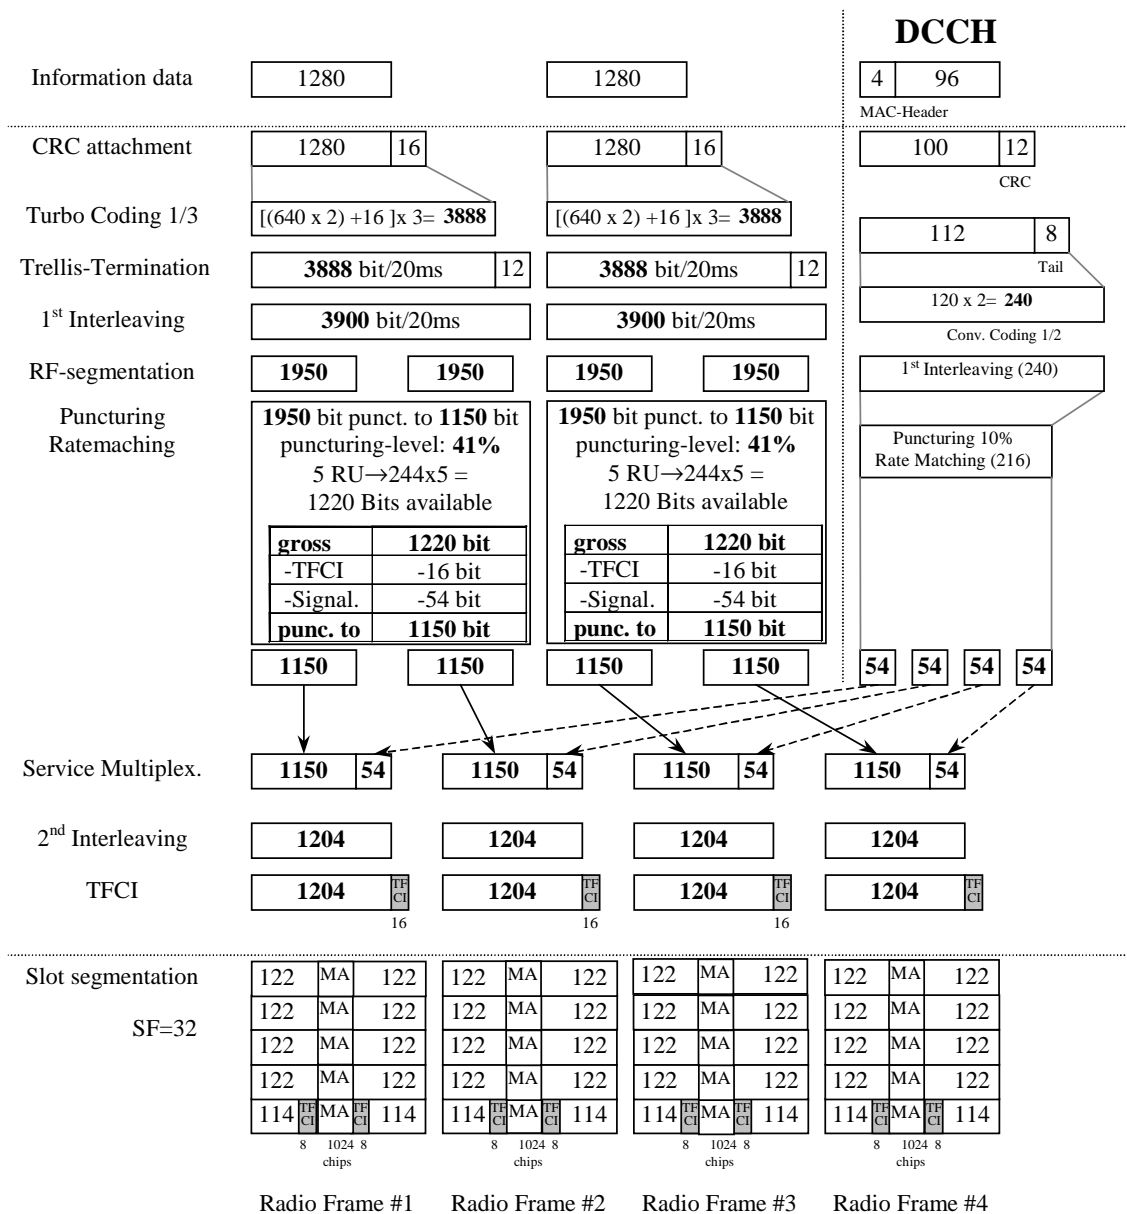 DCCH
Information data 1280 1280 4 96
MAC-Header
CRC attachment 1280 16 1280 16 100 12
CRC
Turbo Coding 1/3 [(640 x 2) +16 ]x 3= 3888 [(640 x 2) +16 ]x 3= 3888
112 8
Trellis-Termination 3888 bit/20ms 12 3888 bit/20ms 12
Tail
120 x 2= 240
1st Interleaving 3900 bit/20ms 3900 bit/20ms
Conv. Coding 1/2
RF-segmentation 1950 1950 1950 1950 1st Interleaving (240)
Puncturing 1950 bit punct. to 1150 bit 1950 bit punct. to 1150 bit
Ratemaching puncturing-level: 41% puncturing-level: 41% Puncturing 10%
5 RU→244x5 = 5 RU→244x5 = Rate Matching (216)
1220 Bits available 1220 Bits available
gross 1220 bit gross 1220 bit
-TFCI -16 bit -TFCI -16 bit
-Signal. -54 bit -Signal. -54 bit
punc. to 1150 bit punc. to 1150 bit
1150 1150 1150 1150 54 54 54 54
Service Multiplex. 1150 54 1150 54 1150 54 1150 54
2nd Interleaving 1204 1204 1204 1204
TFCI 1204 TF CI 1204 TF CI 1204 TF CI 1204 TF CI
16 16 16
Slot segmentation 122 MA 122 122 MA 122 122 MA 122 122 MA 122
SF=32 122 MA 122 122 MA 122 122 MA 122 122 MA 122
122 MA 122 122 MA 122 122 MA 122 122 MA 122
122 MA 122 122 MA 122 122 MA 122 122 MA 122
114 TF CI MA TF CI 114 114 TF CI MA TF CI 114 114 TF CI MA TF CI 114 114 TF CI MA TF CI 114
8 1024 8 8 1024 8 8 1024 8 8 1024 8
chips chips chips chips
Radio Frame #1 Radio Frame #2 Radio Frame #3 Radio Frame #4